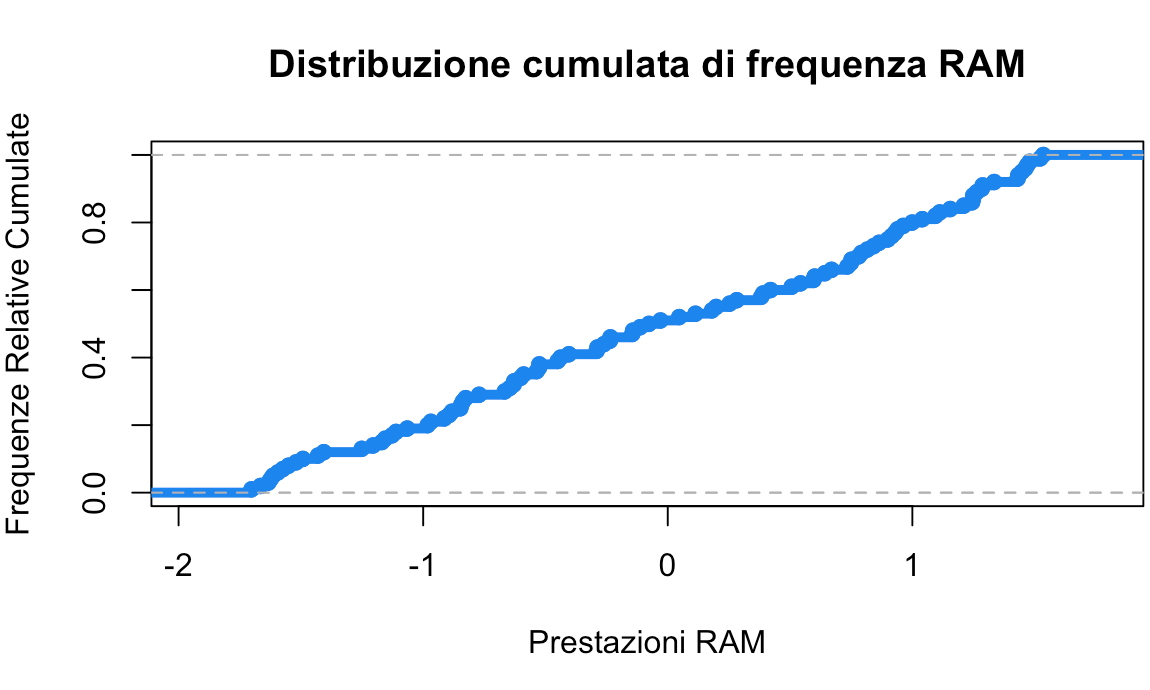 Distribuzione cumulata di frequenza RAM
Frequenze Relative Cumulate
0.8
0.4
0.0
-2 -1 0 1
Prestazioni RAM